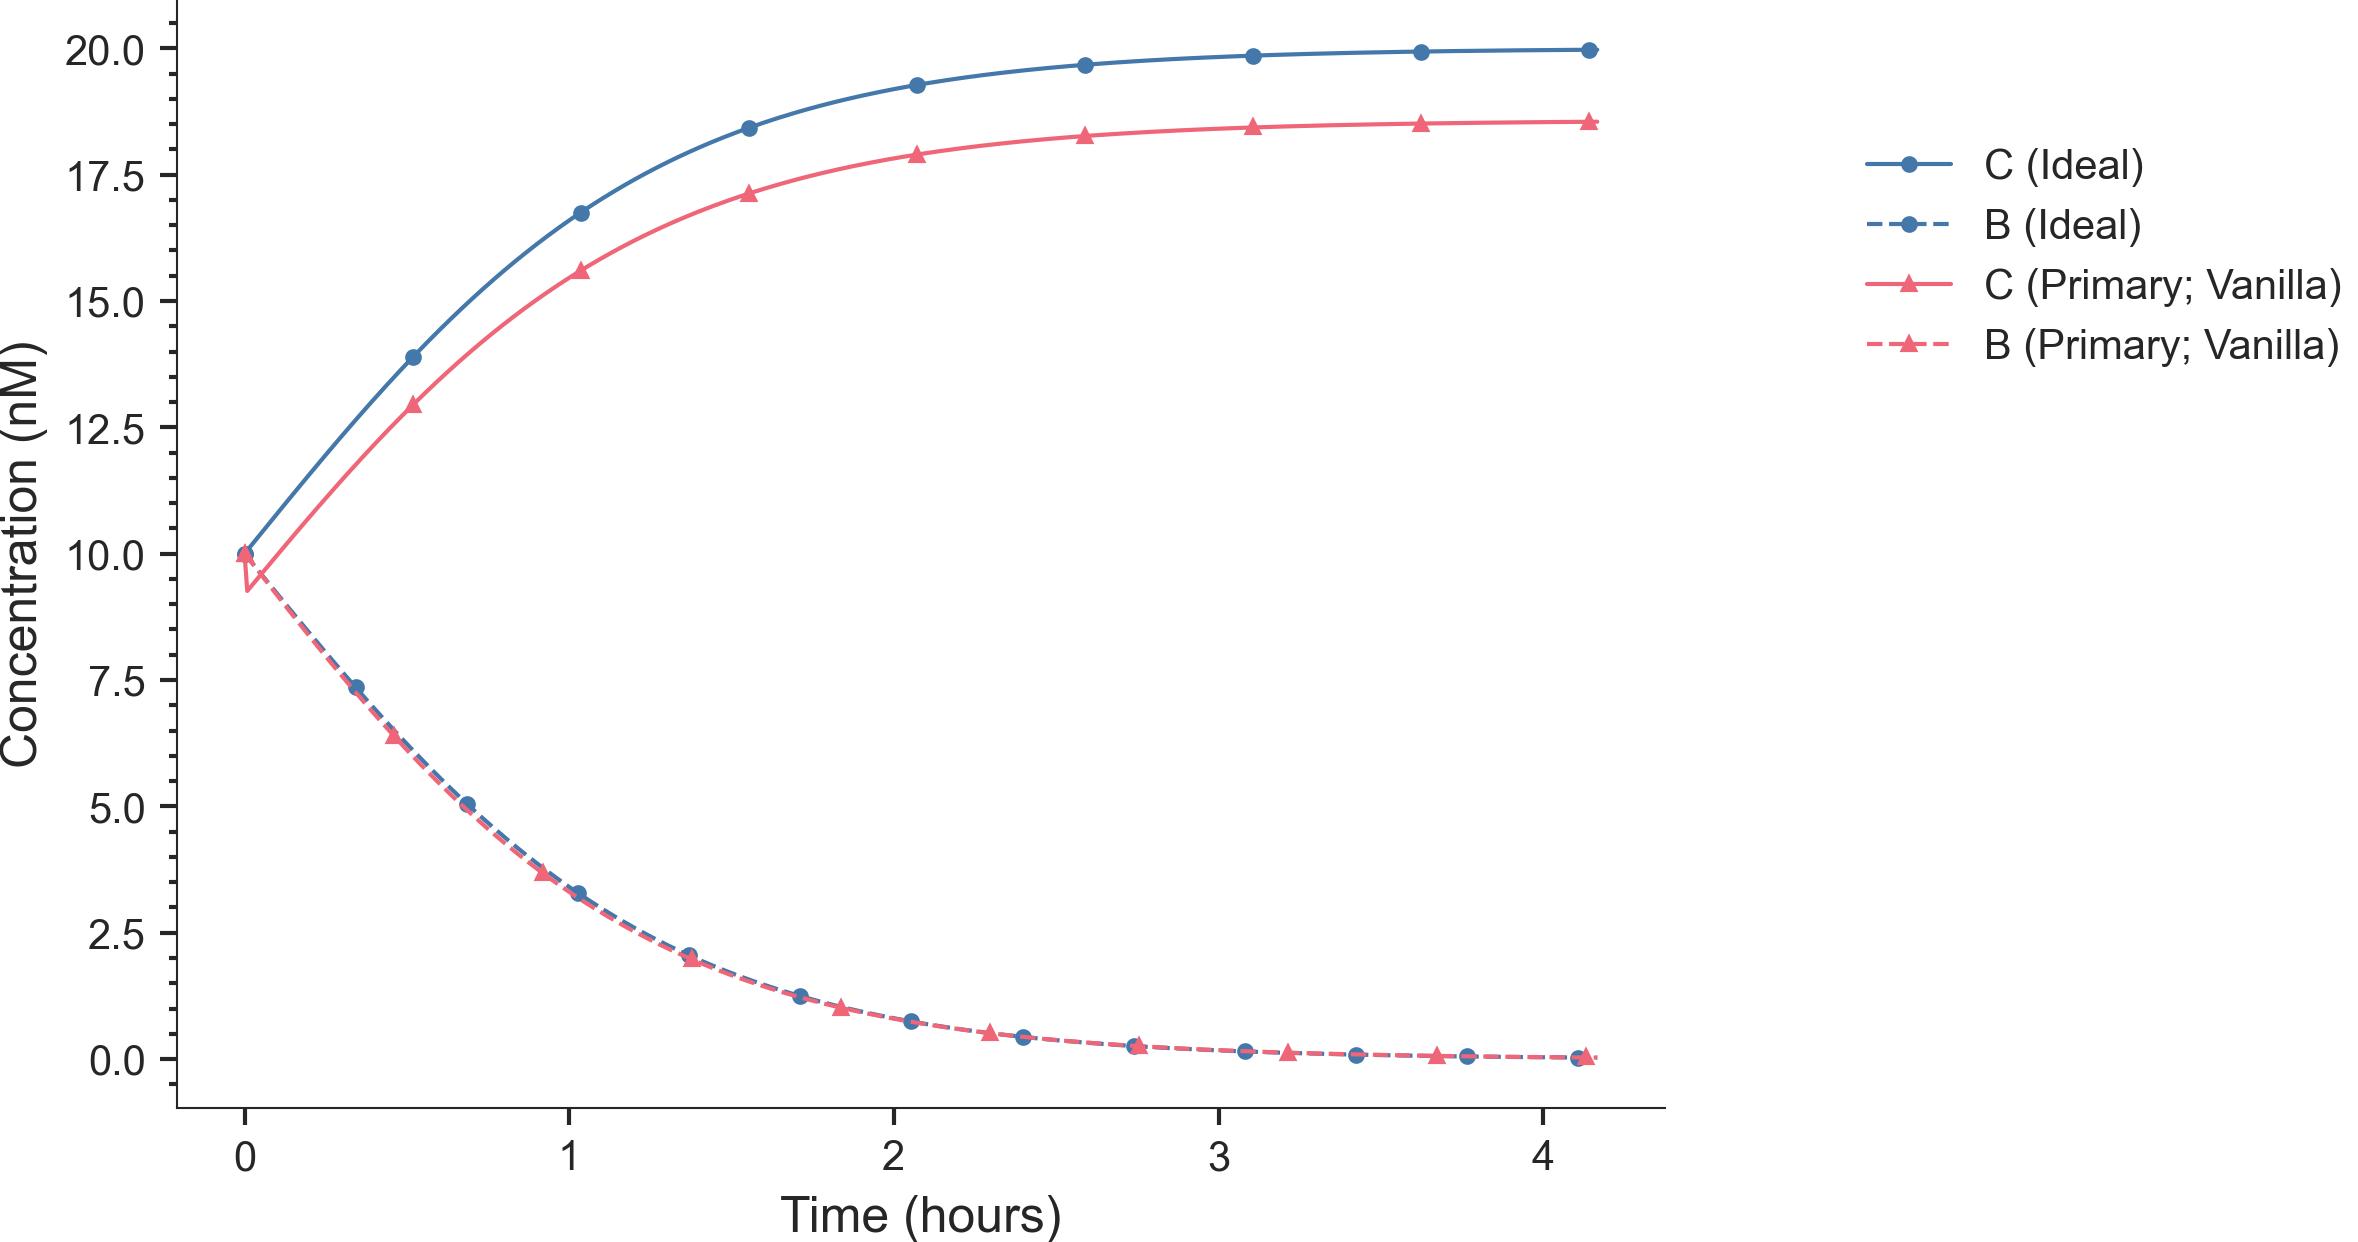 20.0
17.5
15.0
12.5
10.0
7.5
5.0
2.5
0.0
Concentration (nM)
0 1 2 3 4
Time (hours)
C (Ideal)
B (Ideal)
C (Primary; Vanilla)
B (Primary; Vanilla)